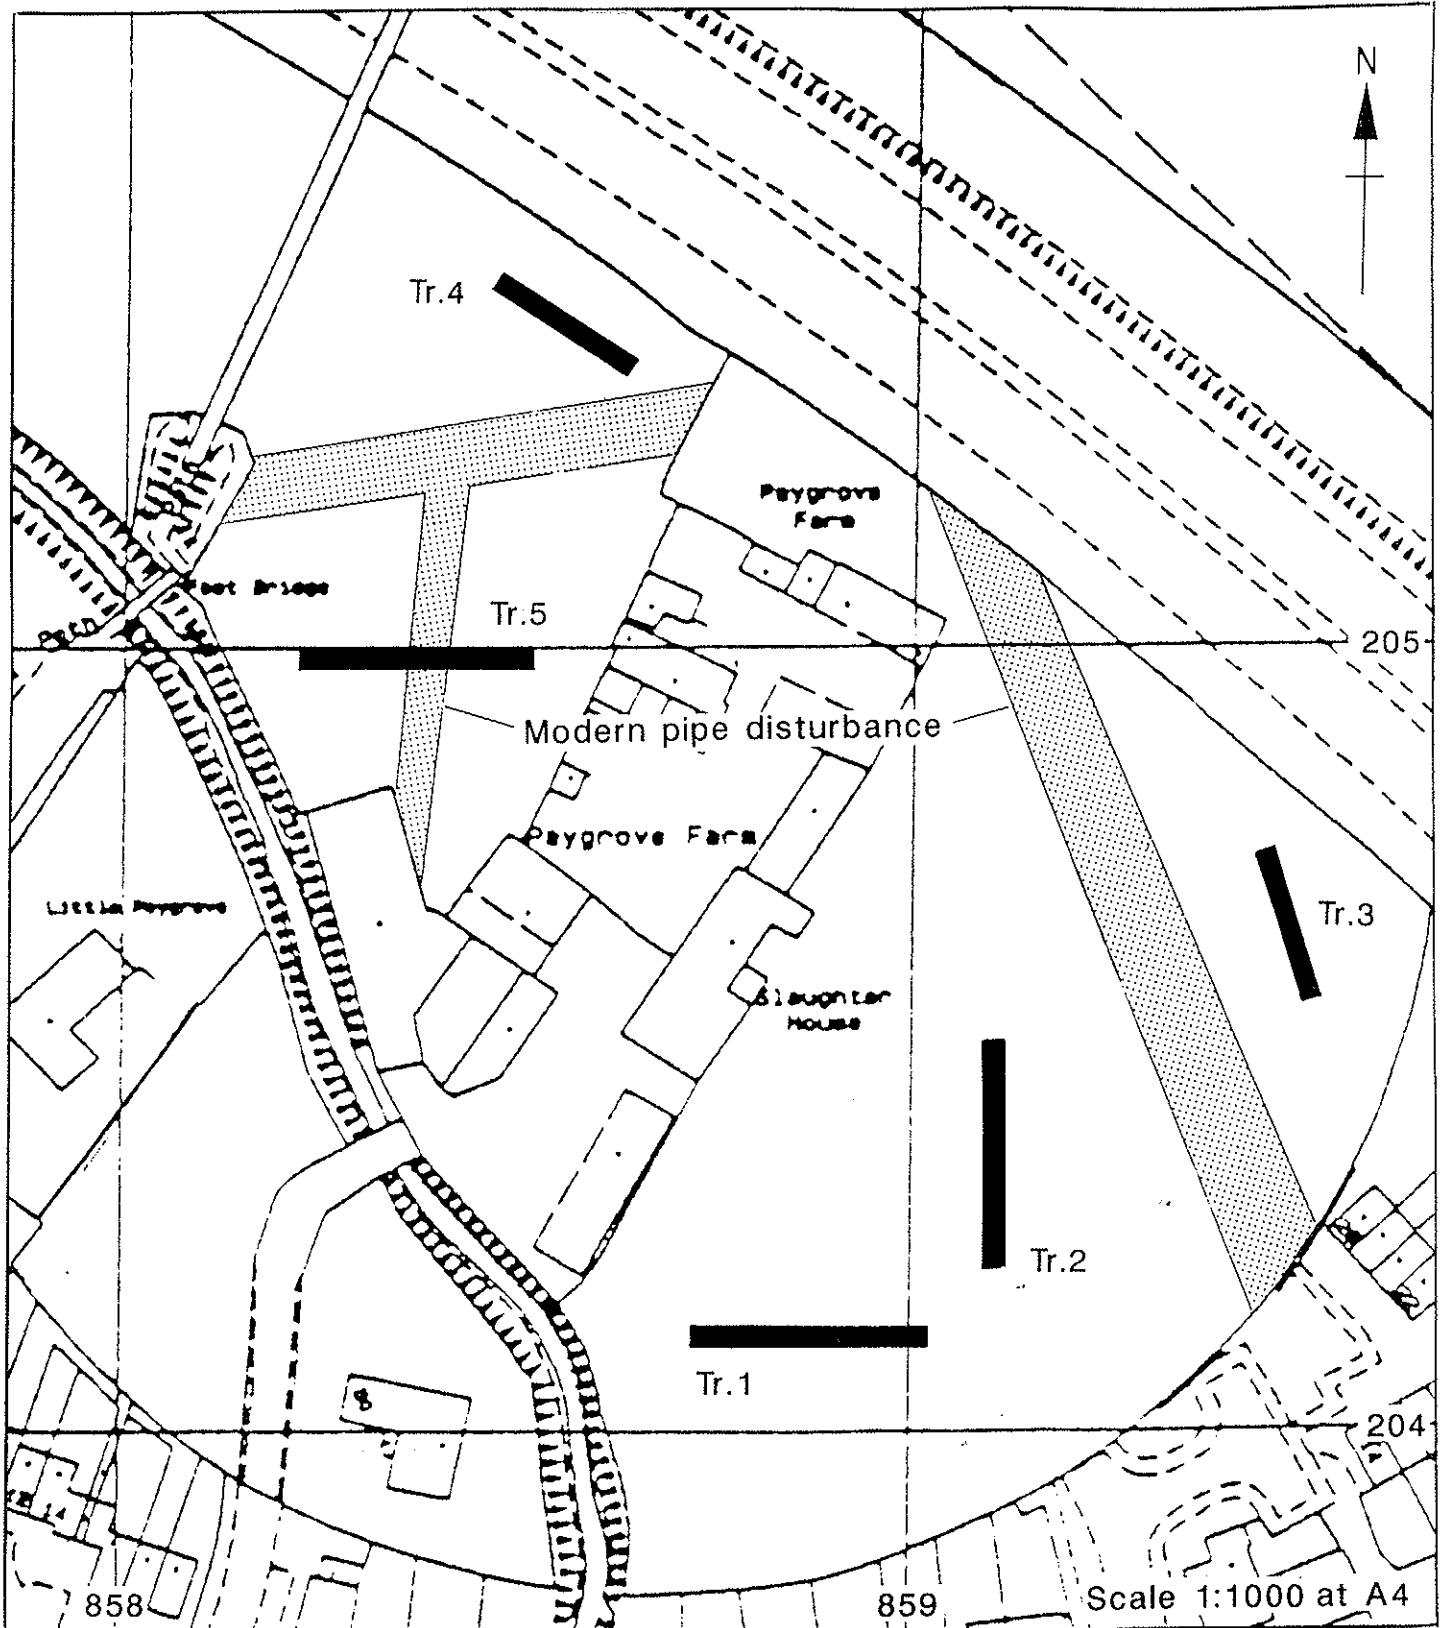 N
Tr.4
Paygrove
Farm
Foot Bridge
Path
Tr.5
205
Modern pipe disturbance
Paygrove Farm
Little Paygrove
Tr.3
Slaughter
House
Tr.2
Tr.1
204
858
859
Scale 1:1000 at A4